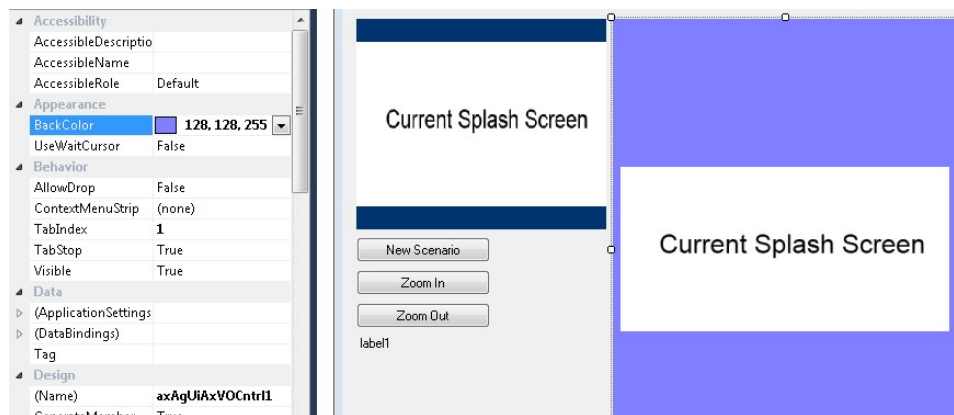 Accessibility
AccessibleDescriptio
AccessibleName
AccessibleRole Default
Appearance
BackColor 128, 128, 255
UseWaitCursor False
Behavior
AllowDrop False
ContextMenuStrip (none)
TabIndex 1
TabStop True
Visible True
Data
(ApplicationSettings
(DataBindings)
Tag
Design
(Name) axAgUiAxVOCntrl1
Current Splash Screen
New Scenario
Zoom In
Zoom Out
label1
Current Splash Screen